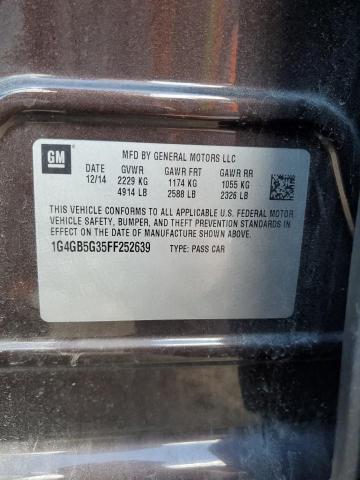 GM
MFD BY GENERAL MOTORS LLC
DATE GVWR GAWR FRT GAWR RR
12/14 2229 KG 1174 KG 1055 KG
4914 LB 2588 LB 2326 LB
THIS VEHICLE CONFORMS TO ALL APPLICABLE U.S. FEDERAL MOTOR
VEHICLE SAFETY, BUMPER, AND THEFT PREVENTION STANDARDS IN
EFFECT ON THE DATE OF MANUFACTURE SHOWN ABOVE.
1G4GB5G35FF252639 TYPE: PASS CAR